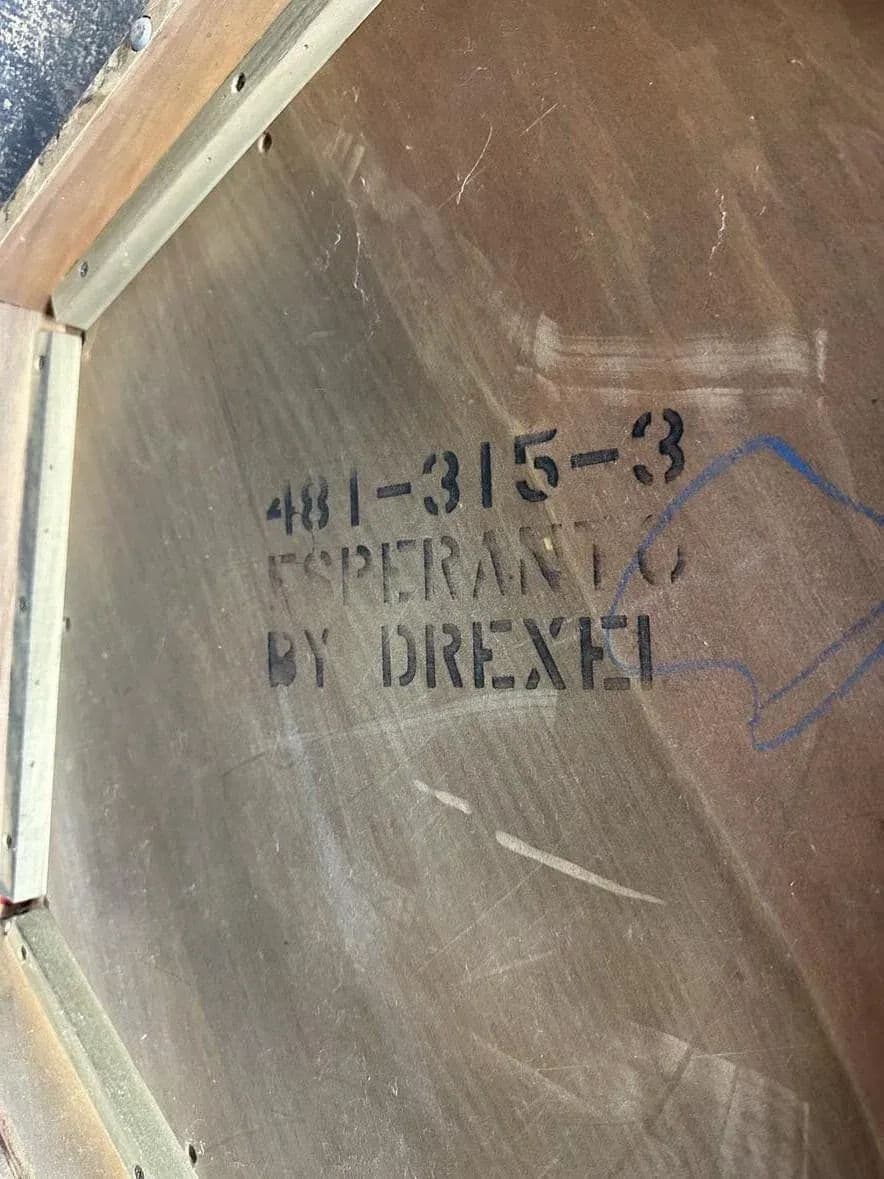 481-315-3
ESPERANTO
BY DREXEL